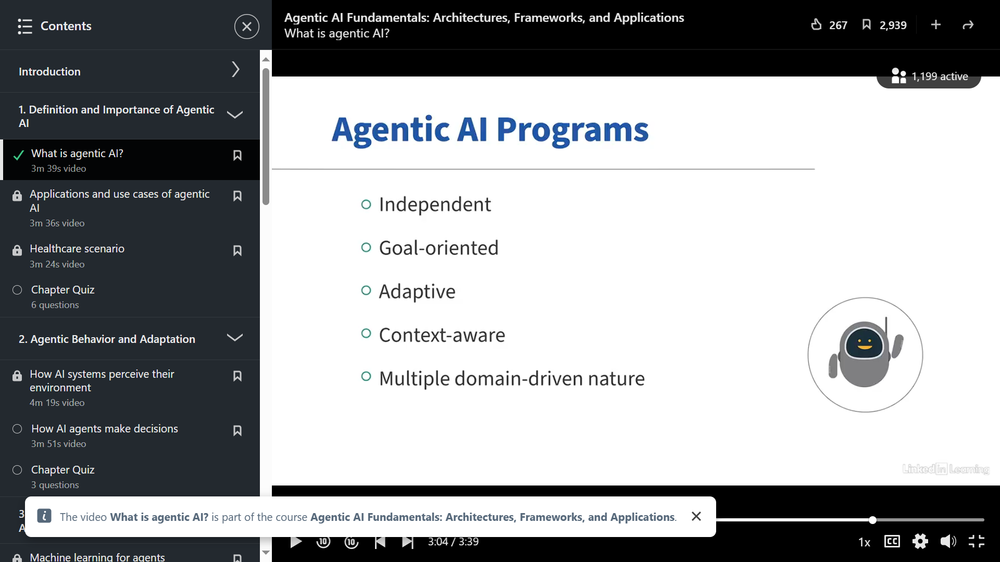 Contents
Introduction
1. Definition and Importance of Agentic
AI
What is agentic AI?
3m 39s video
Applications and use cases of agentic
AI
3m 36s video
Healthcare scenario
3m 24s video
Chapter Quiz
6 questions
2. Agentic Behavior and Adaptation
How AI systems perceive their
environment
4m 19s video
How AI agents make decisions
3m 51s video
Chapter Quiz
3 questions
3
A
Machine learning for agents
Agentic AI Fundamentals: Architectures, Frameworks, and Applications
What is agentic AI?
267
2,939
1,199 active
Agentic AI Programs
Independent
Goal-oriented
Adaptive
Context-aware
Multiple domain-driven nature
LinkedIn Learning
The video What is agentic AI? is part of the course Agentic AI Fundamentals: Architectures, Frameworks, and Applications.
10
10
3:04 / 3:39
1x
CC